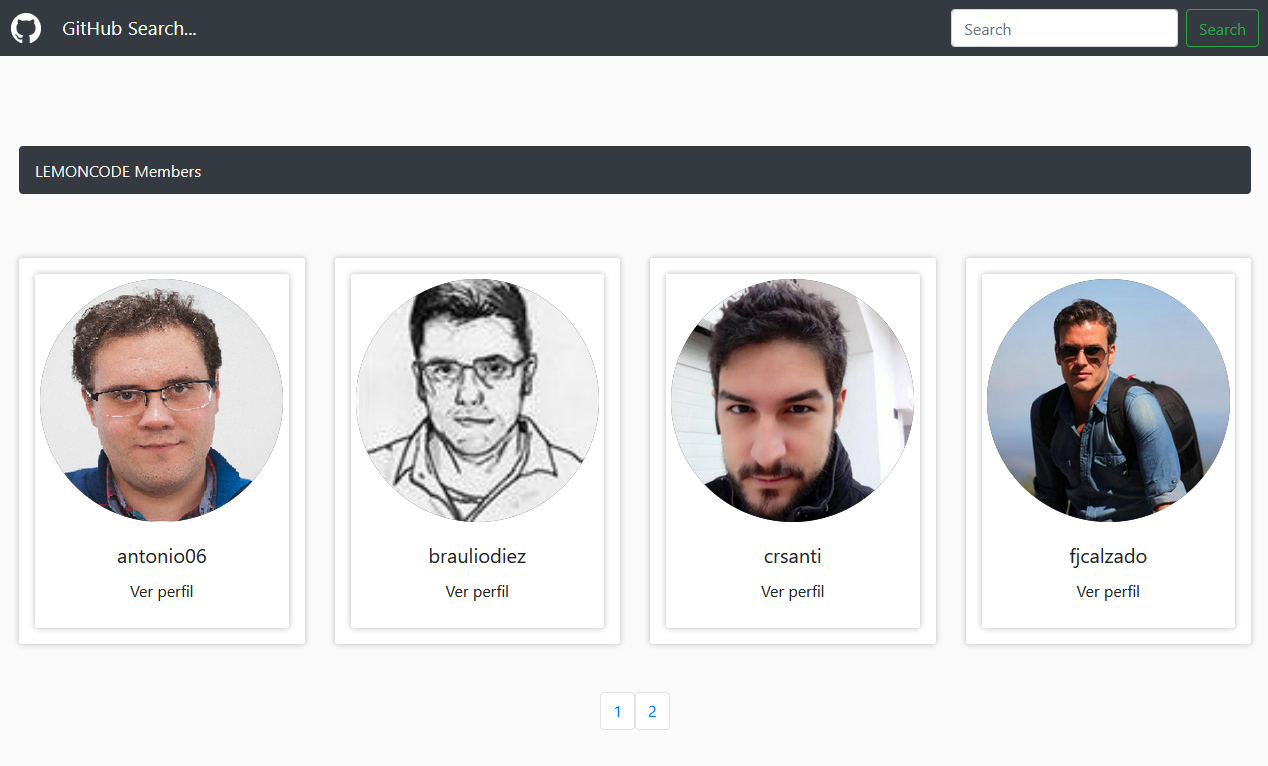 GitHub Search...
Search
Search
LEMONCODE Members
antonio06
brauliodiez
crsanti
fjcalzado
Ver perfil
Ver perfil
Ver perfil
Ver perfil
1
2